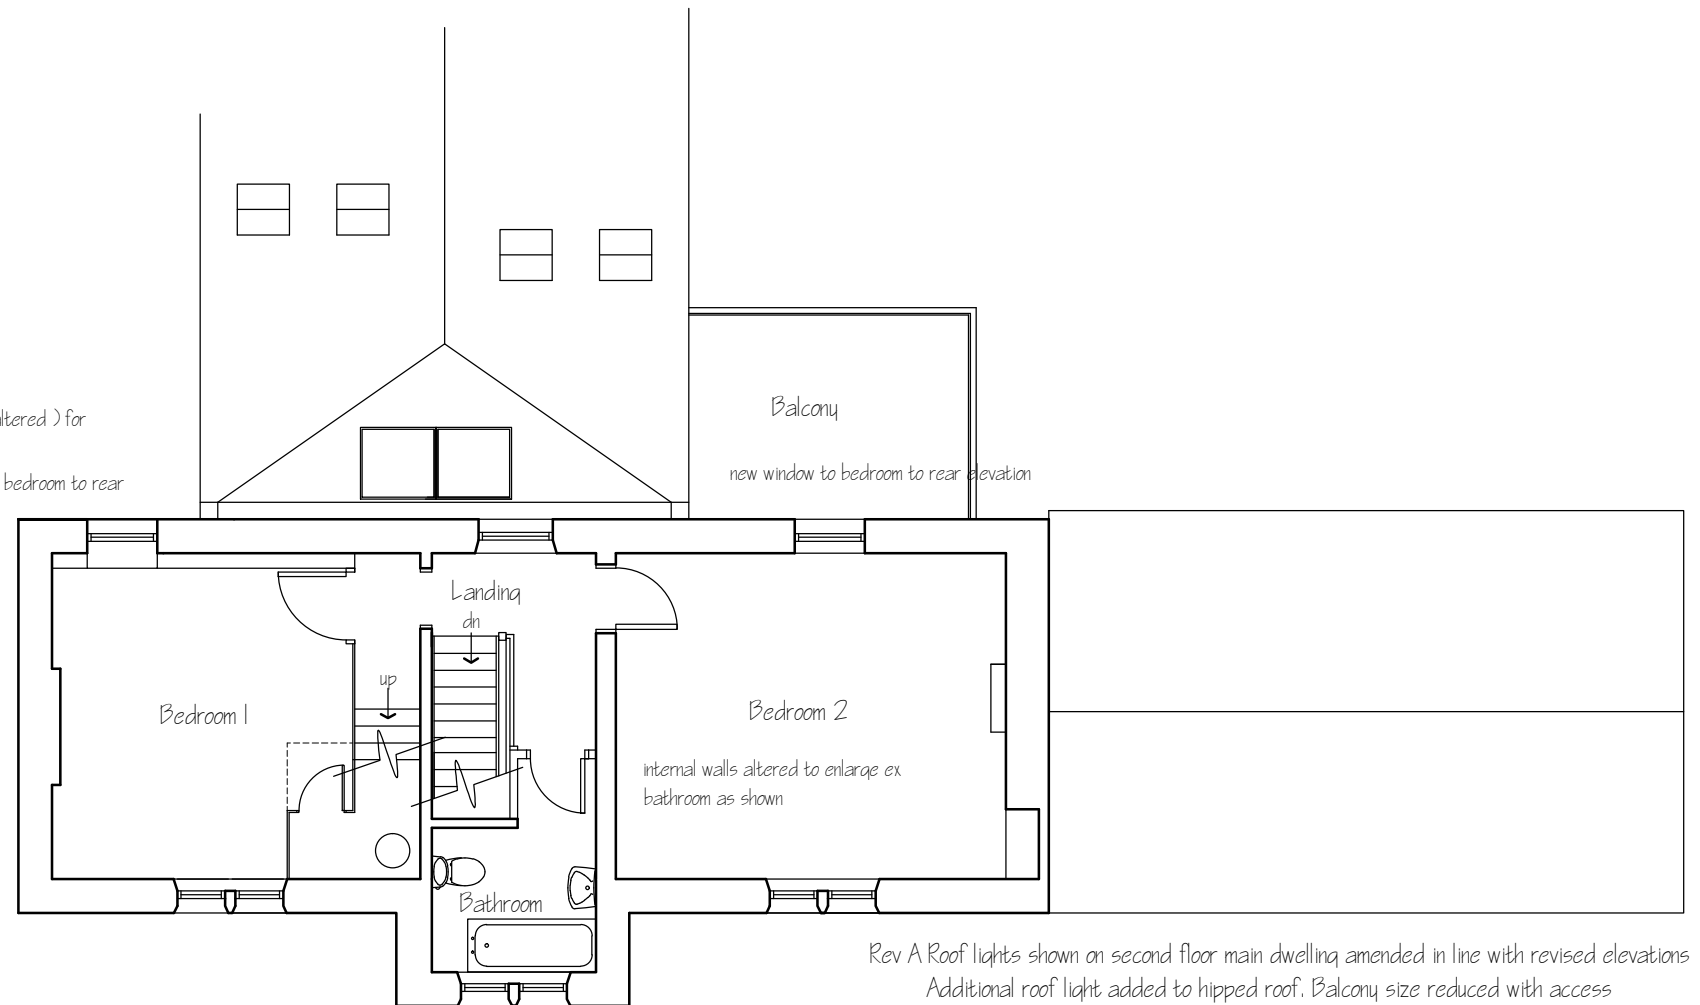 ltered ) for
bedroom to rear
Balcony
new window to bedroom to rear elevation
Landing
dn
up
Bedroom 1
Bedroom 2
internal walls altered to enlarge ex
bathroom as shown
Bathroom
Rev A Roof lights shown on second floor main dwelling amended in line with revised elevations
Additional roof light added to hipped roof. Balcony size reduced with access